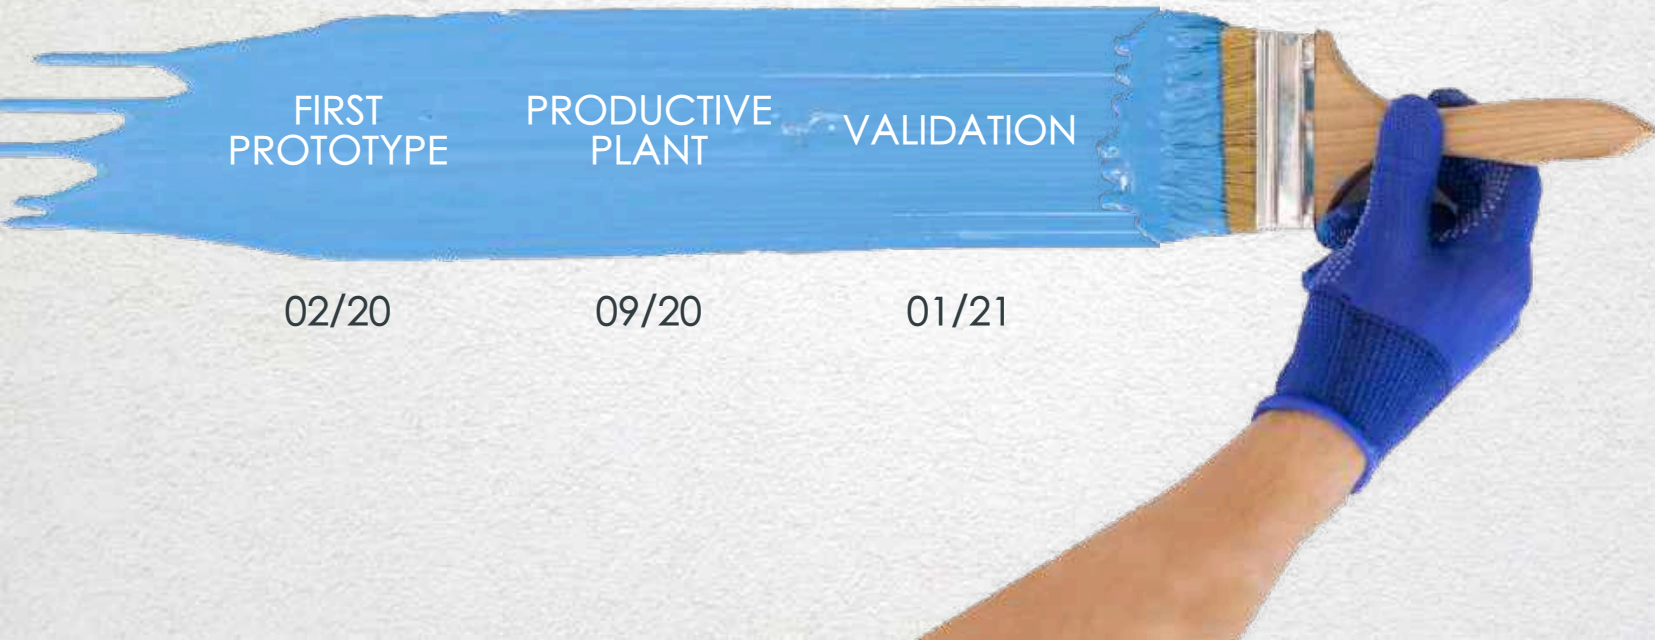 FIRST
PROTOTYPE
PRODUCTIVE
PLANT
VALIDATION
02/20
09/20
01/21